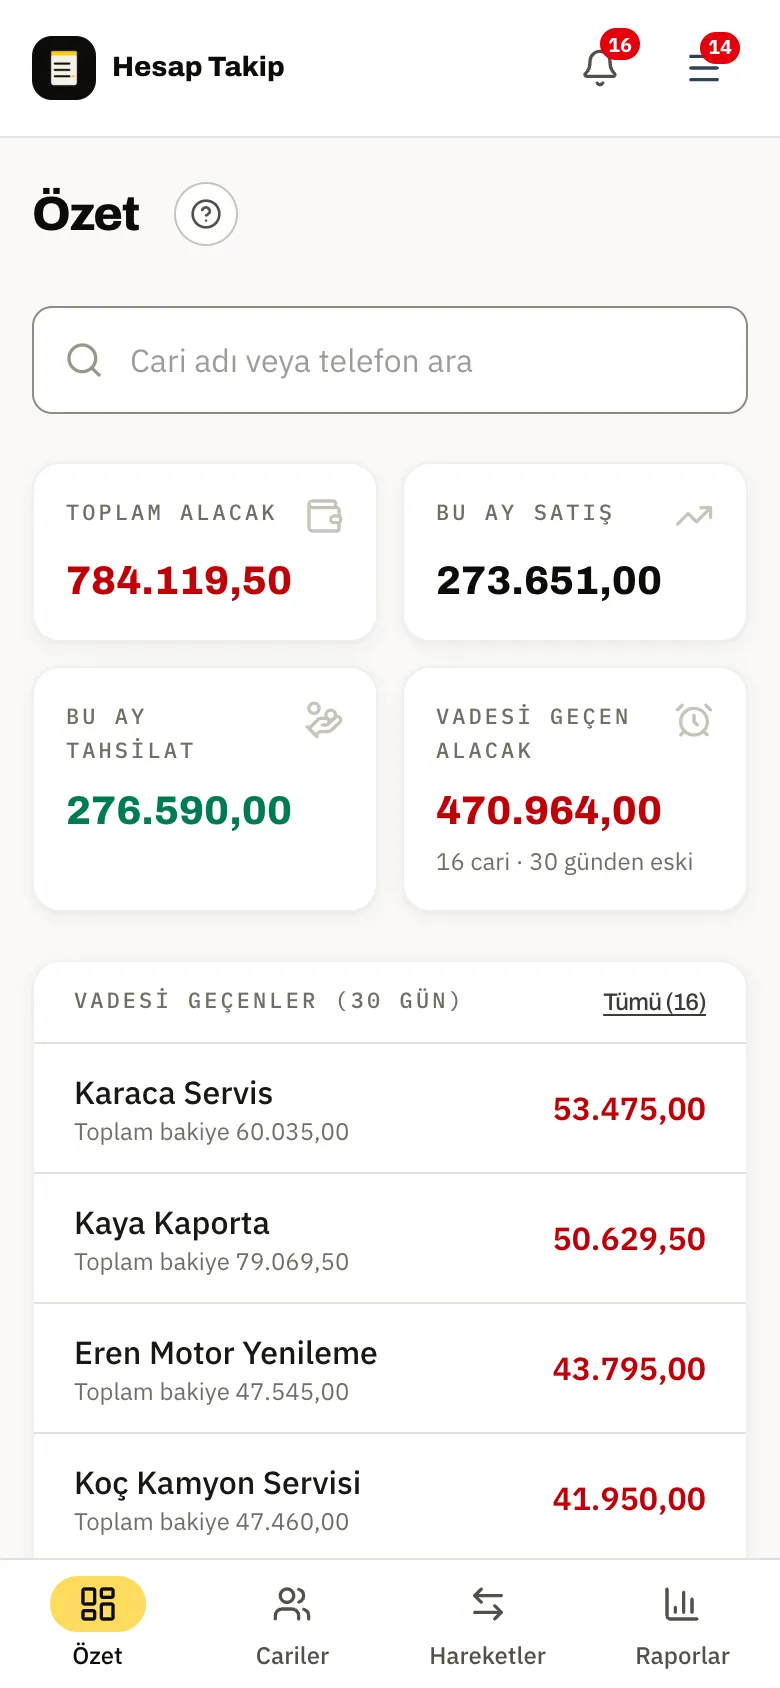 Hesap Takip
16
14
Özet
Cari adı veya telefon ara
TOPLAM ALACAK
784.119,50
BU AY SATIŞ
273.651,00
BU AY
TAHSİLAT
276.590,00
VADESİ GEÇEN
ALACAK
470.964,00
16 cari · 30 günden eski
VADESİ GEÇENLER (30 GÜN)
Tümü (16)
Karaca Servis
Toplam bakiye 60.035,00
53.475,00
Kaya Kaporta
Toplam bakiye 79.069,50
50.629,50
Eren Motor Yenileme
Toplam bakiye 47.545,00
43.795,00
Koç Kamyon Servisi
Toplam bakiye 47.460,00
41.950,00
Özet
Cariler
Hareketler
Raporlar